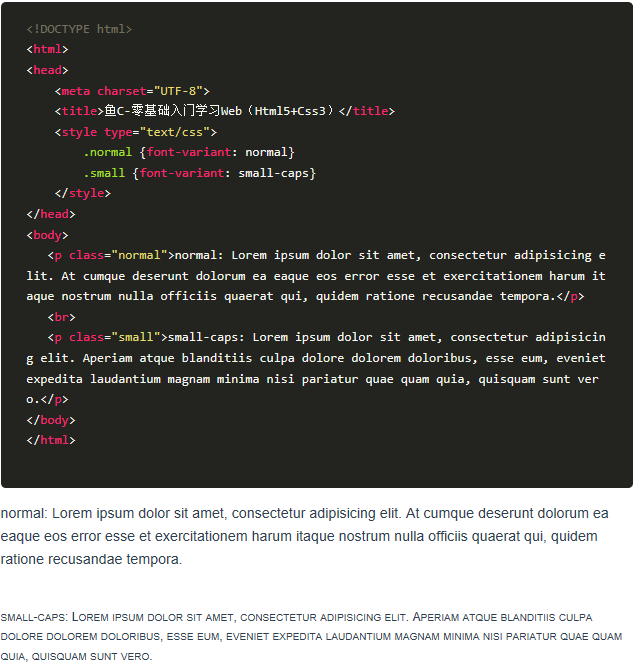 <!DOCTYPE html>
<html>
<head>
    <meta charset="UTF-8">
    <title>鱼C-零基础入门学习Web（Html5+Css3）</title>
    <style type="text/css">
        .normal {font-variant: normal}
        .small {font-variant: small-caps}
    </style>
</head>
<body>
   <p class="normal">normal: Lorem ipsum dolor sit amet, consectetur adipisicing e
lit. At cumque deserunt dolorum ea eaque eos error esse et exercitationem harum it
aque nostrum nulla officiis quaerat qui, quidem ratione recusandae tempora.</p>
   <br>
   <p class="small">small-caps: Lorem ipsum dolor sit amet, consectetur adipisicin
g elit. Aperiam atque blanditiis culpa dolore dolorem doloribus, esse eum, eveniet
expedita laudantium magnam minima nisi pariatur quae quam quia, quisquam sunt ver
o.</p>
</body>
</html>
normal: Lorem ipsum dolor sit amet, consectetur adipisicing elit. At cumque deserunt dolorum ea
eaque eos error esse et exercitationem harum itaque nostrum nulla officiis quaerat qui, quidem
ratione recusandae tempora.
small-caps: Lorem ipsum dolor sit amet, consectetur adipisicing elit. Aperiam atque blanditiis culpa
dolore dolorem doloribus, esse eum, eveniet expedita laudantium magnam minima nisi pariatur quae quam
quia, quisquam sunt vero.